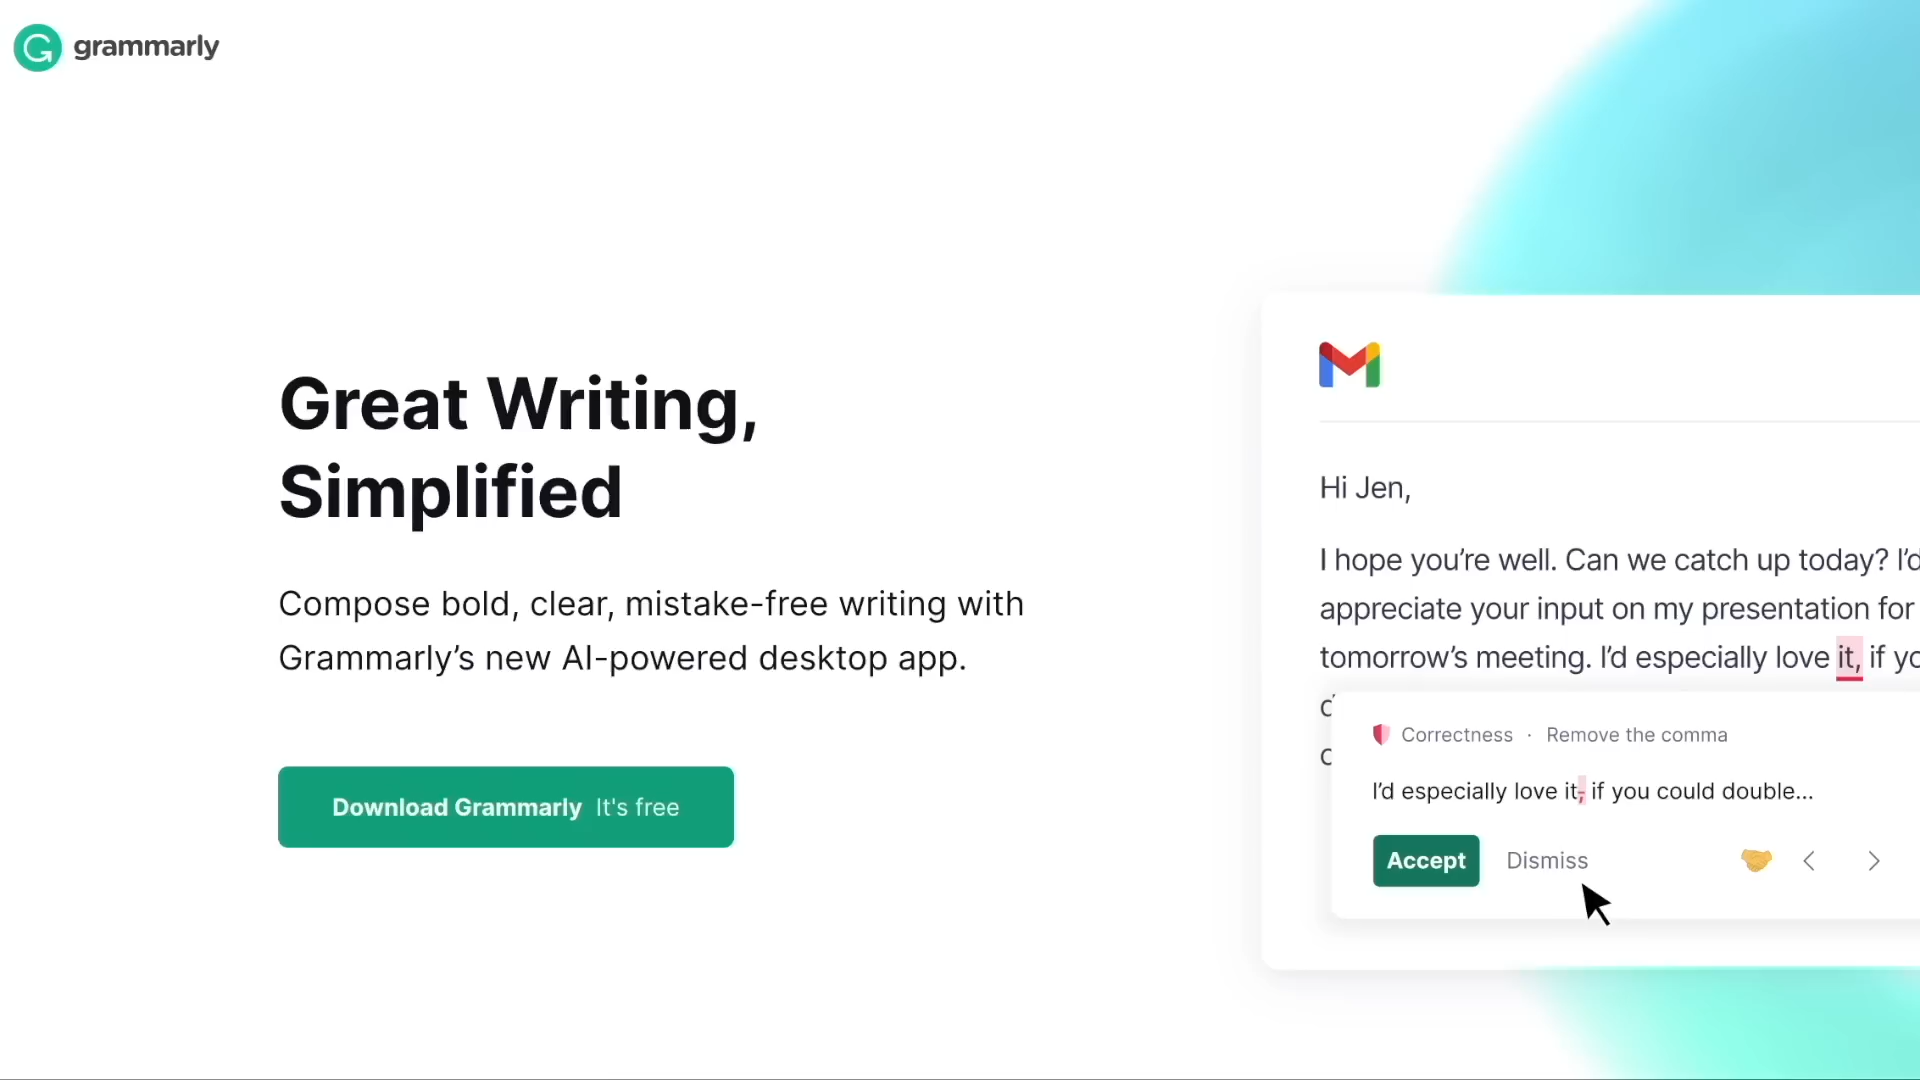 grammarly
Great Writing,
Simplified
Compose bold, clear, mistake-free writing with
Grammarly’s new AI-powered desktop app.
Download Grammarly It's free
Hi Jen,
I hope you’re well. Can we catch up today? I’d
appreciate your input on my presentation for
tomorrow’s meeting. I’d especially love it, if
Correctness · Remove the comma
I’d especially love it, if you could double...
Accept Dismiss